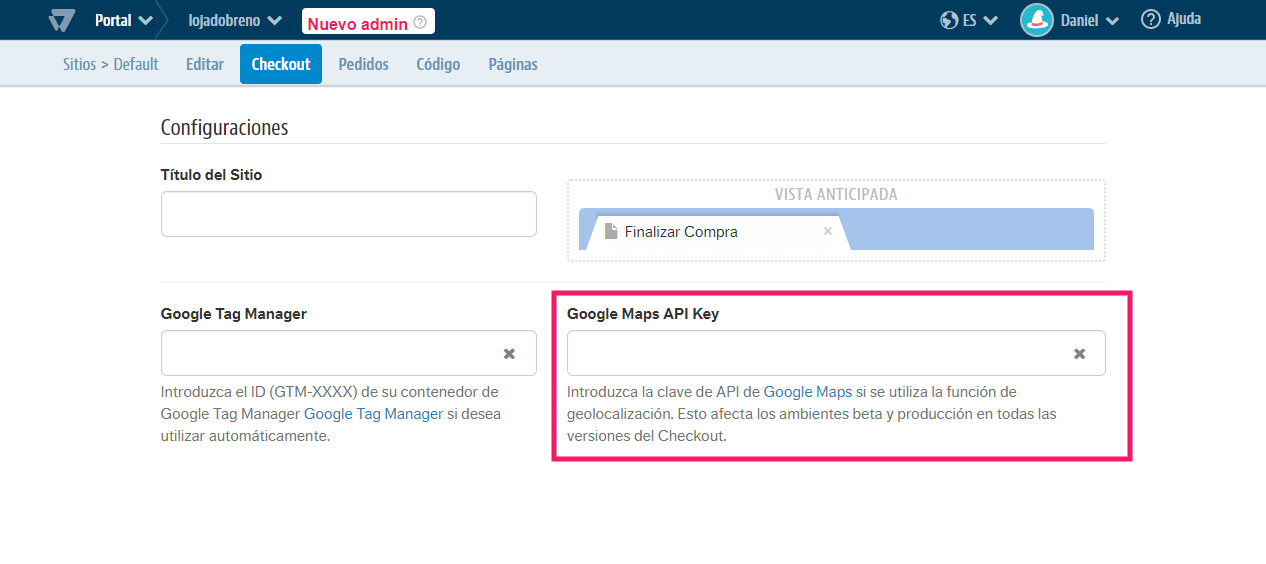 Portal lojadobreno Nuevo admin ? ES Daniel ? Ajuda
Sitios > Default Editar Checkout Pedidos Código Páginas
Configuraciones
Título del Sitio
VISTA ANTICIPADA
Finalizar Compra ×
Google Tag Manager
Introduzca el ID (GTM-XXXX) de su contenedor de
Google Tag Manager Google Tag Manager si desea
utilizar automáticamente.
Google Maps API Key
Introduzca la clave de API de Google Maps si se utiliza la función de
geolocalización. Esto afecta los ambientes beta y producción en todas las
versiones del Checkout.